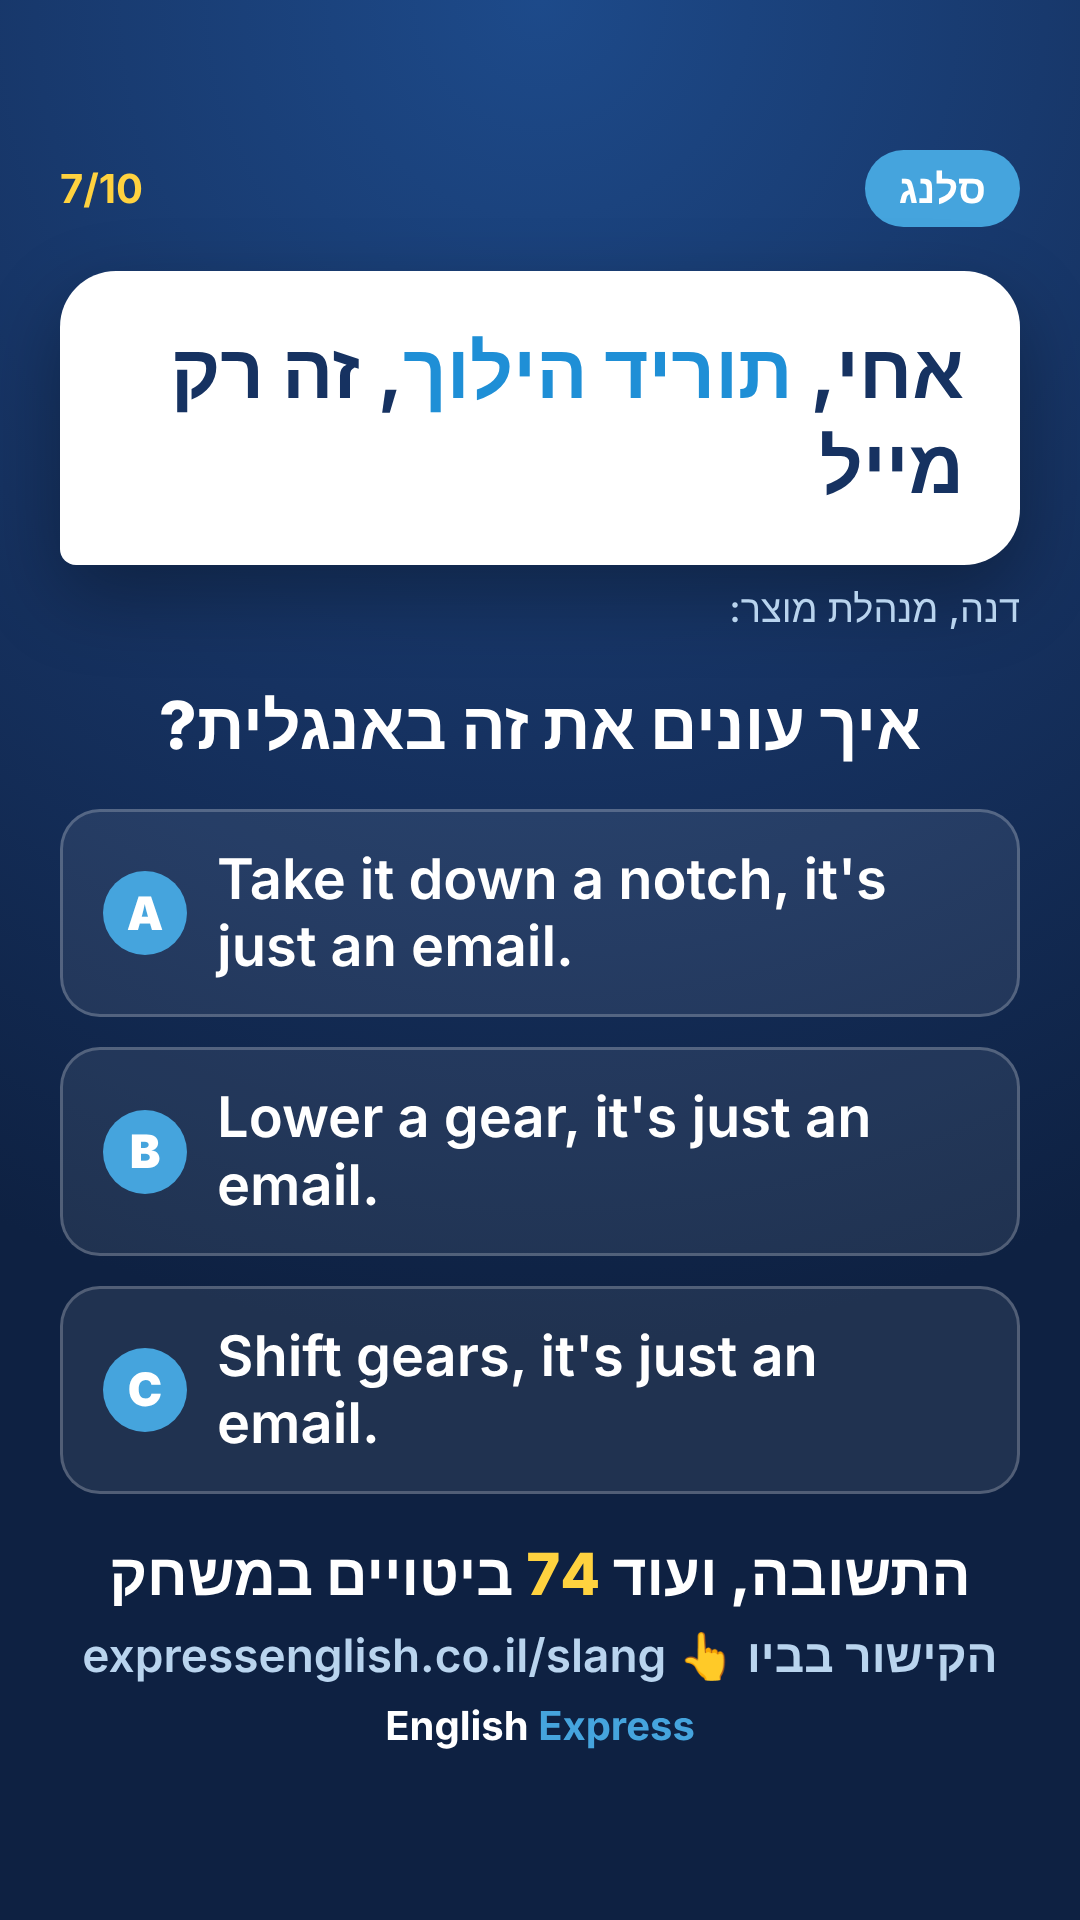 סלנג
7/10
אחי, תוריד הילוך, זה רק
מייל
דנה, מנהלת מוצר:
איך עונים את זה באנגלית?
A
Take it down a notch, it's
just an email.
B
Lower a gear, it's just an
email.
C
Shift gears, it's just an
email.
התשובה, ועוד 74 ביטויים במשחק
הקישור בביו 👆 expressenglish.co.il/slang
English Express